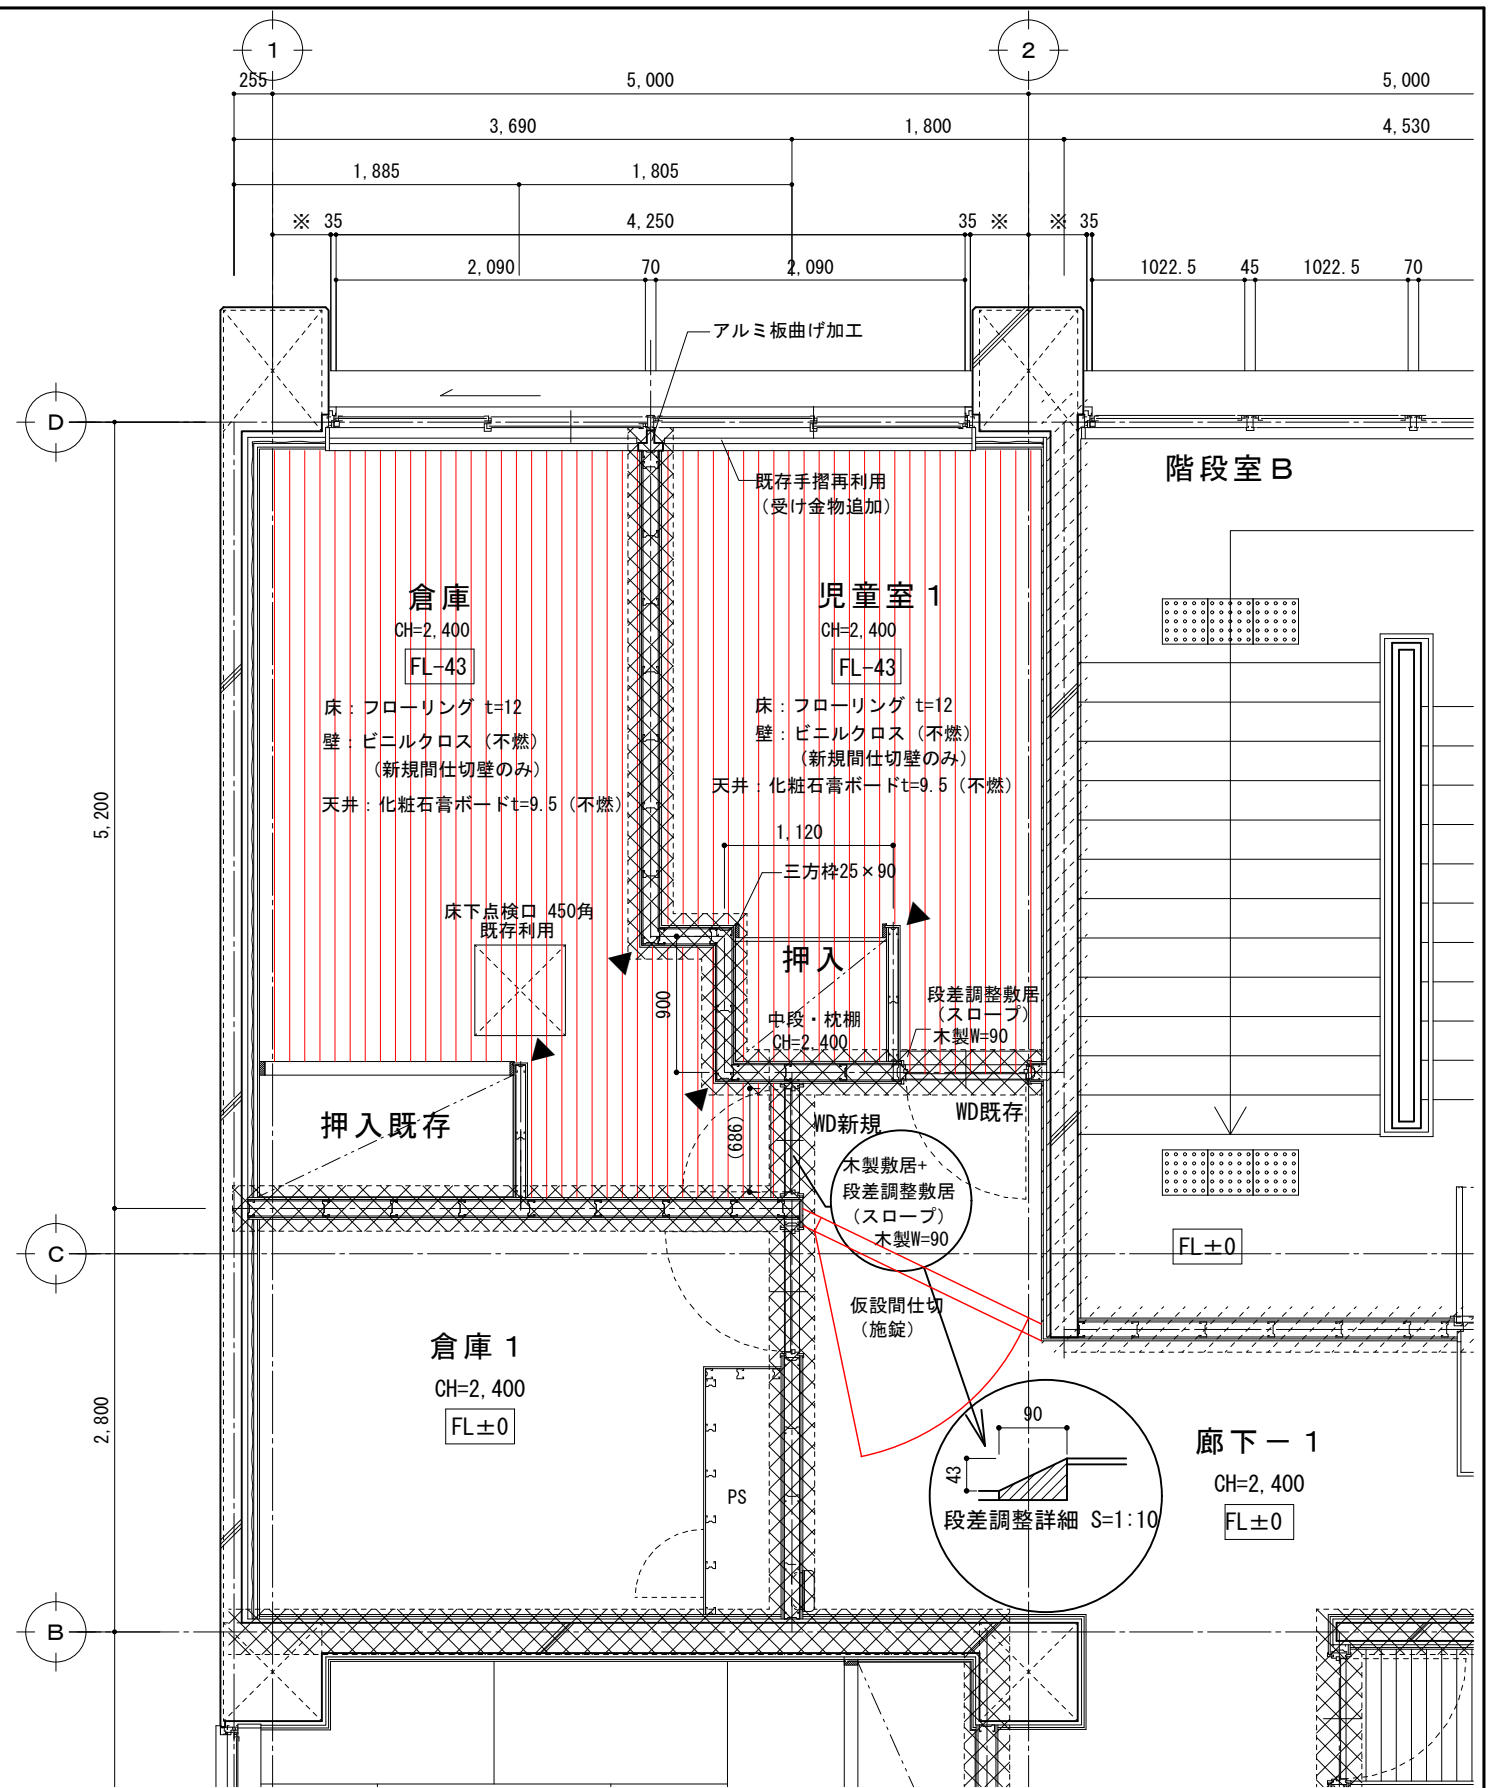 1
2
255
5,000
5,000
3,690
1,800
4,530
1,885
1,805
※ 35
4,250
35 ※
※ 35
2,090
70
2,090
1022.5
45
1022.5
70
アルミ板曲げ加工
D
階段室B
既存手摺再利用
（受け金物追加）
倉庫
CH=2,400
FL-43
床：フローリング t=12
壁：ビニルクロス（不燃）
（新規間仕切壁のみ）
天井：化粧石膏ボードt=9.5（不燃）
児童室1
CH=2,400
FL-43
床：フローリング t=12
壁：ビニルクロス（不燃）
（新規間仕切壁のみ）
天井：化粧石膏ボードt=9.5（不燃）
5,200
1,120
三方枠25×90
床下点検口 450角
既存利用
押入
900
中段・枕棚
CH=2,400
段差調整敷居
（スロープ）
木製W=90
押入既存
(686)
WD新規
WD既存
木製敷居+
段差調整敷居
（スロープ）
木製W=90
C
FL±0
仮設間仕切
（施錠）
倉庫1
CH=2,400
FL±0
2,800
PS
90
43
段差調整詳細 S=1:10
廊下－1
CH=2,400
FL±0
B